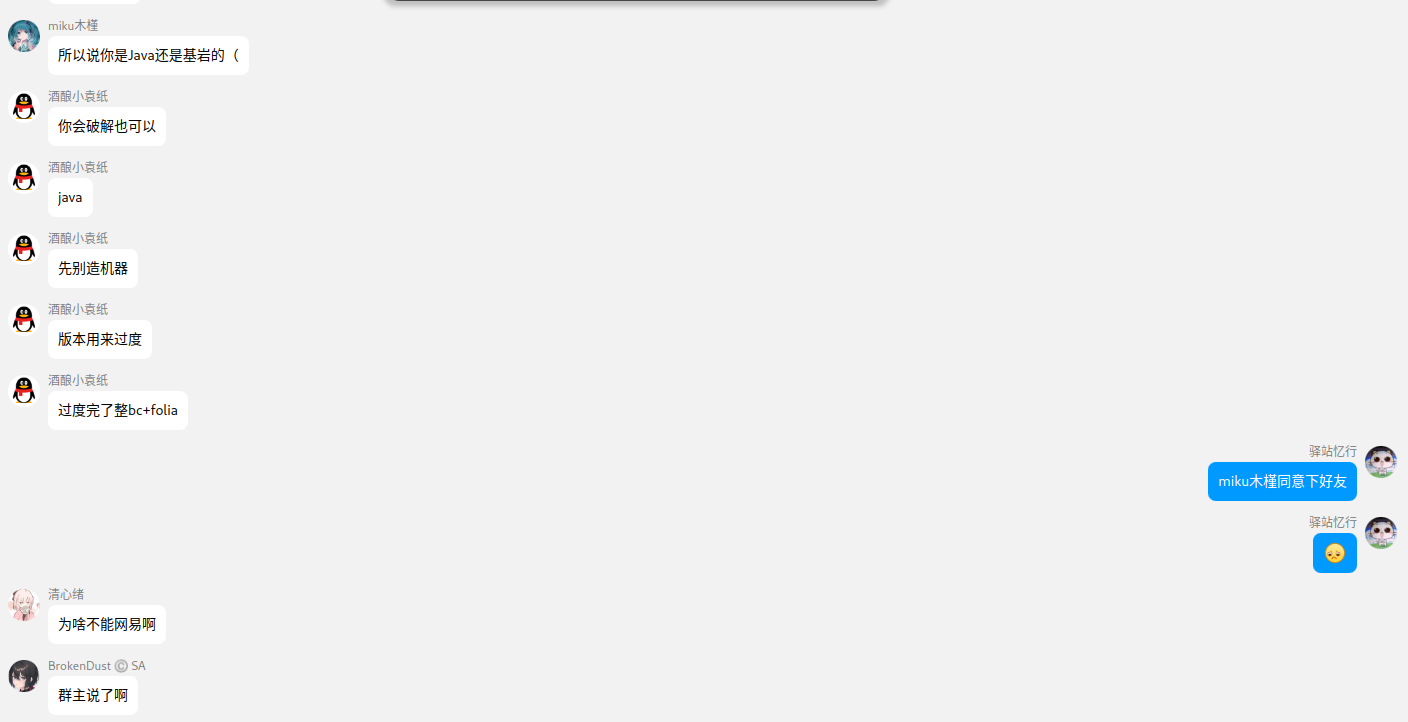 miku木槿
所以说你是Java还是基岩的（
酒酿小袁纸
你会破解也可以
酒酿小袁纸
java
酒酿小袁纸
先别造机器
酒酿小袁纸
版本用来过度
酒酿小袁纸
过度完了整bc+folia
驿站忆行
miku木槿同意下好友
驿站忆行
😞
清心绪
为啥不能网易啊
BrokenDust ©️ SA
群主说了啊